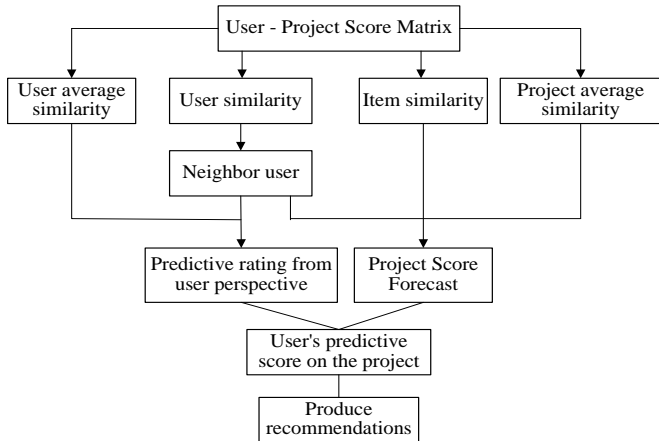 User - Project Score Matrix
User average
similarity
User similarity
Item similarity
Project average
similarity
Neighbor user
Predictive rating from
user perspective
Project Score
Forecast
User's predictive
score on the project
Produce
recommendations